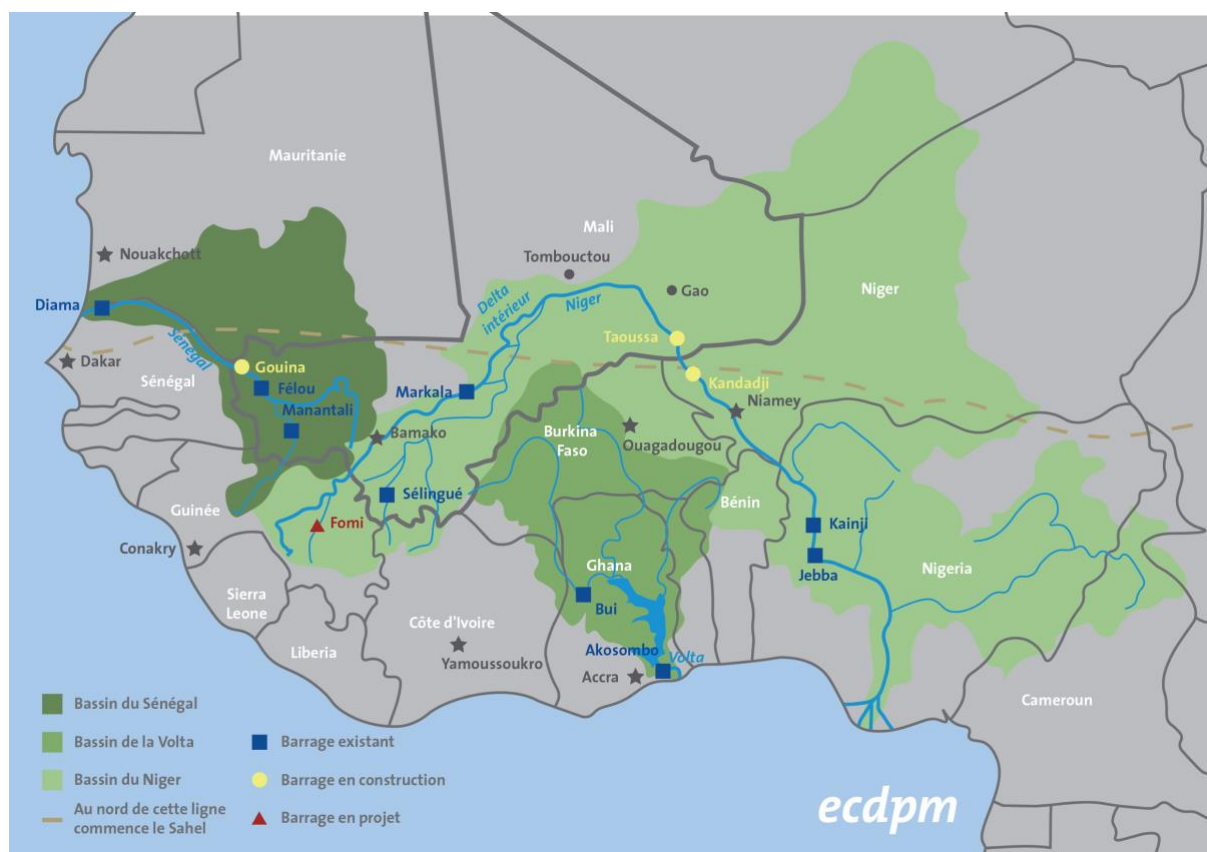 Mauritanie
Nouakchott
Mali
Tombouctou
Niger
Diama
Delta
intérieur
Niger
Gao
Sénégal
Taoussa
Dakar
Gouina
Sénégal
Félou
Kandadji
Manantali
Markala
Niamey
Bamako
Burkina
Faso
Ouagadougou
Sélingué
Bénin
Guinée
Fomi
Kainji
Conakry
Ghana
Jebba
Nigeria
Sierra
Leone
Bui
Côte d'Ivoire
Liberia
Yamoussoukro
Akosombo
Volta
Accra
Cameroun
Bassin du Sénégal
Bassin de la Volta
Bassin du Niger
Au nord de cette ligne
commence le Sahel
Barrage existant
Barrage en construction
Barrage en projet
ecdpm